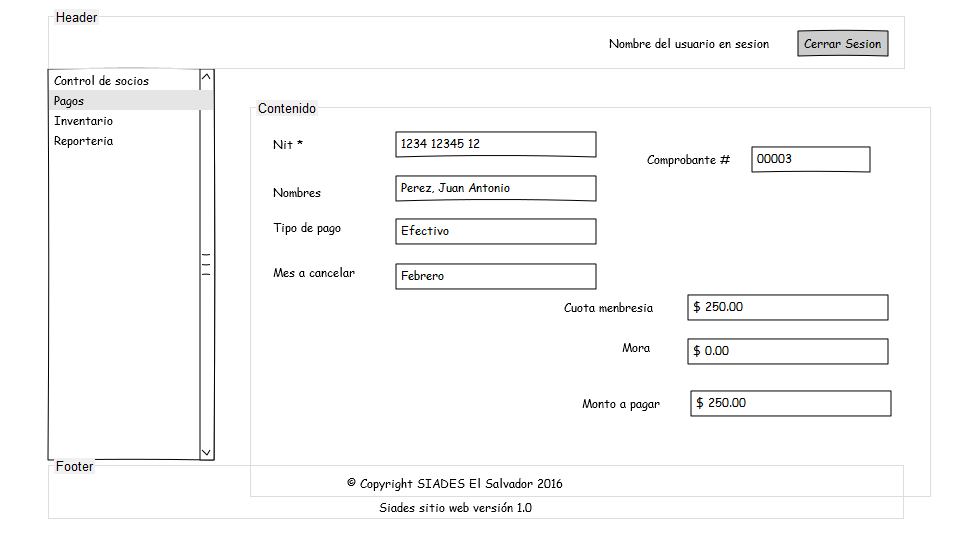 Header
Nombre del usuario en sesion
Cerrar Sesion
Control de socios
Pagos
Inventario
Reporteria
Contenido
Nit *
1234 12345 12
Comprobante #
00003
Nombres
Perez, Juan Antonio
Tipo de pago
Efectivo
Mes a cancelar
Febrero
Cuota menbresia
$ 250.00
Mora
$ 0.00
Monto a pagar
$ 250.00
Footer
© Copyright SIADES El Salvador 2016
Siades sitio web versión 1.0